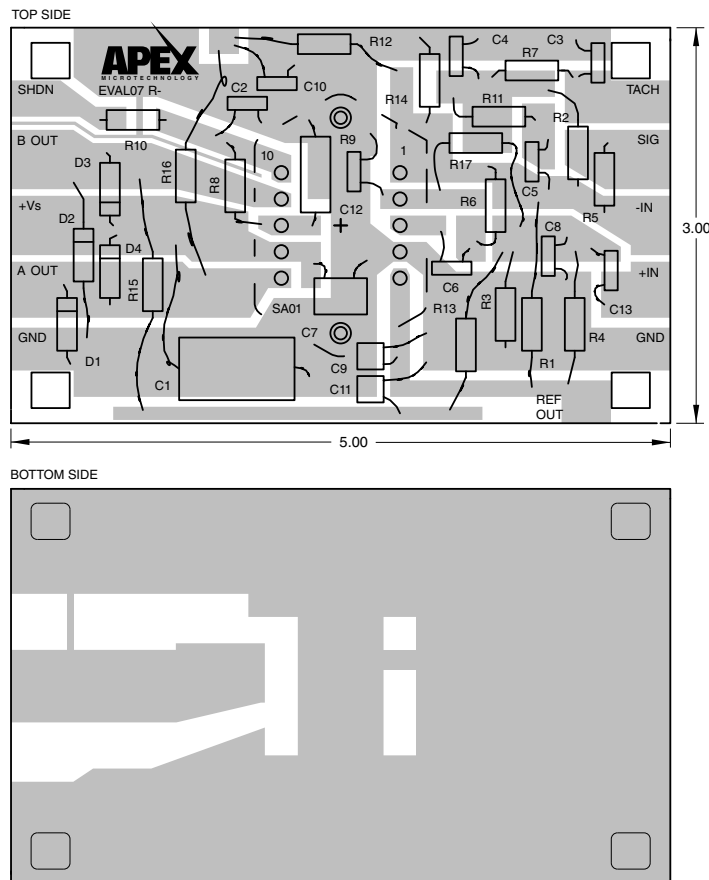 TOP SIDE
APEX
MICROTECHNOLOGY
EVAL07 R-
SHDN
B OUT
+Vs
A OUT
GND
TACH
SIG
-IN
+IN
GND
REF
OUT
R12
C4
C3
R7
C10
C2
R14
R11
R2
R10
D3
R16
R8
10
R9
1
R17
C5
R6
R5
D2
C12
C8
D4
R15
SA01
C6
R13
R3
C13
C7
D1
C1
C9
C11
R1
R4
3.00
5.00
BOTTOM SIDE